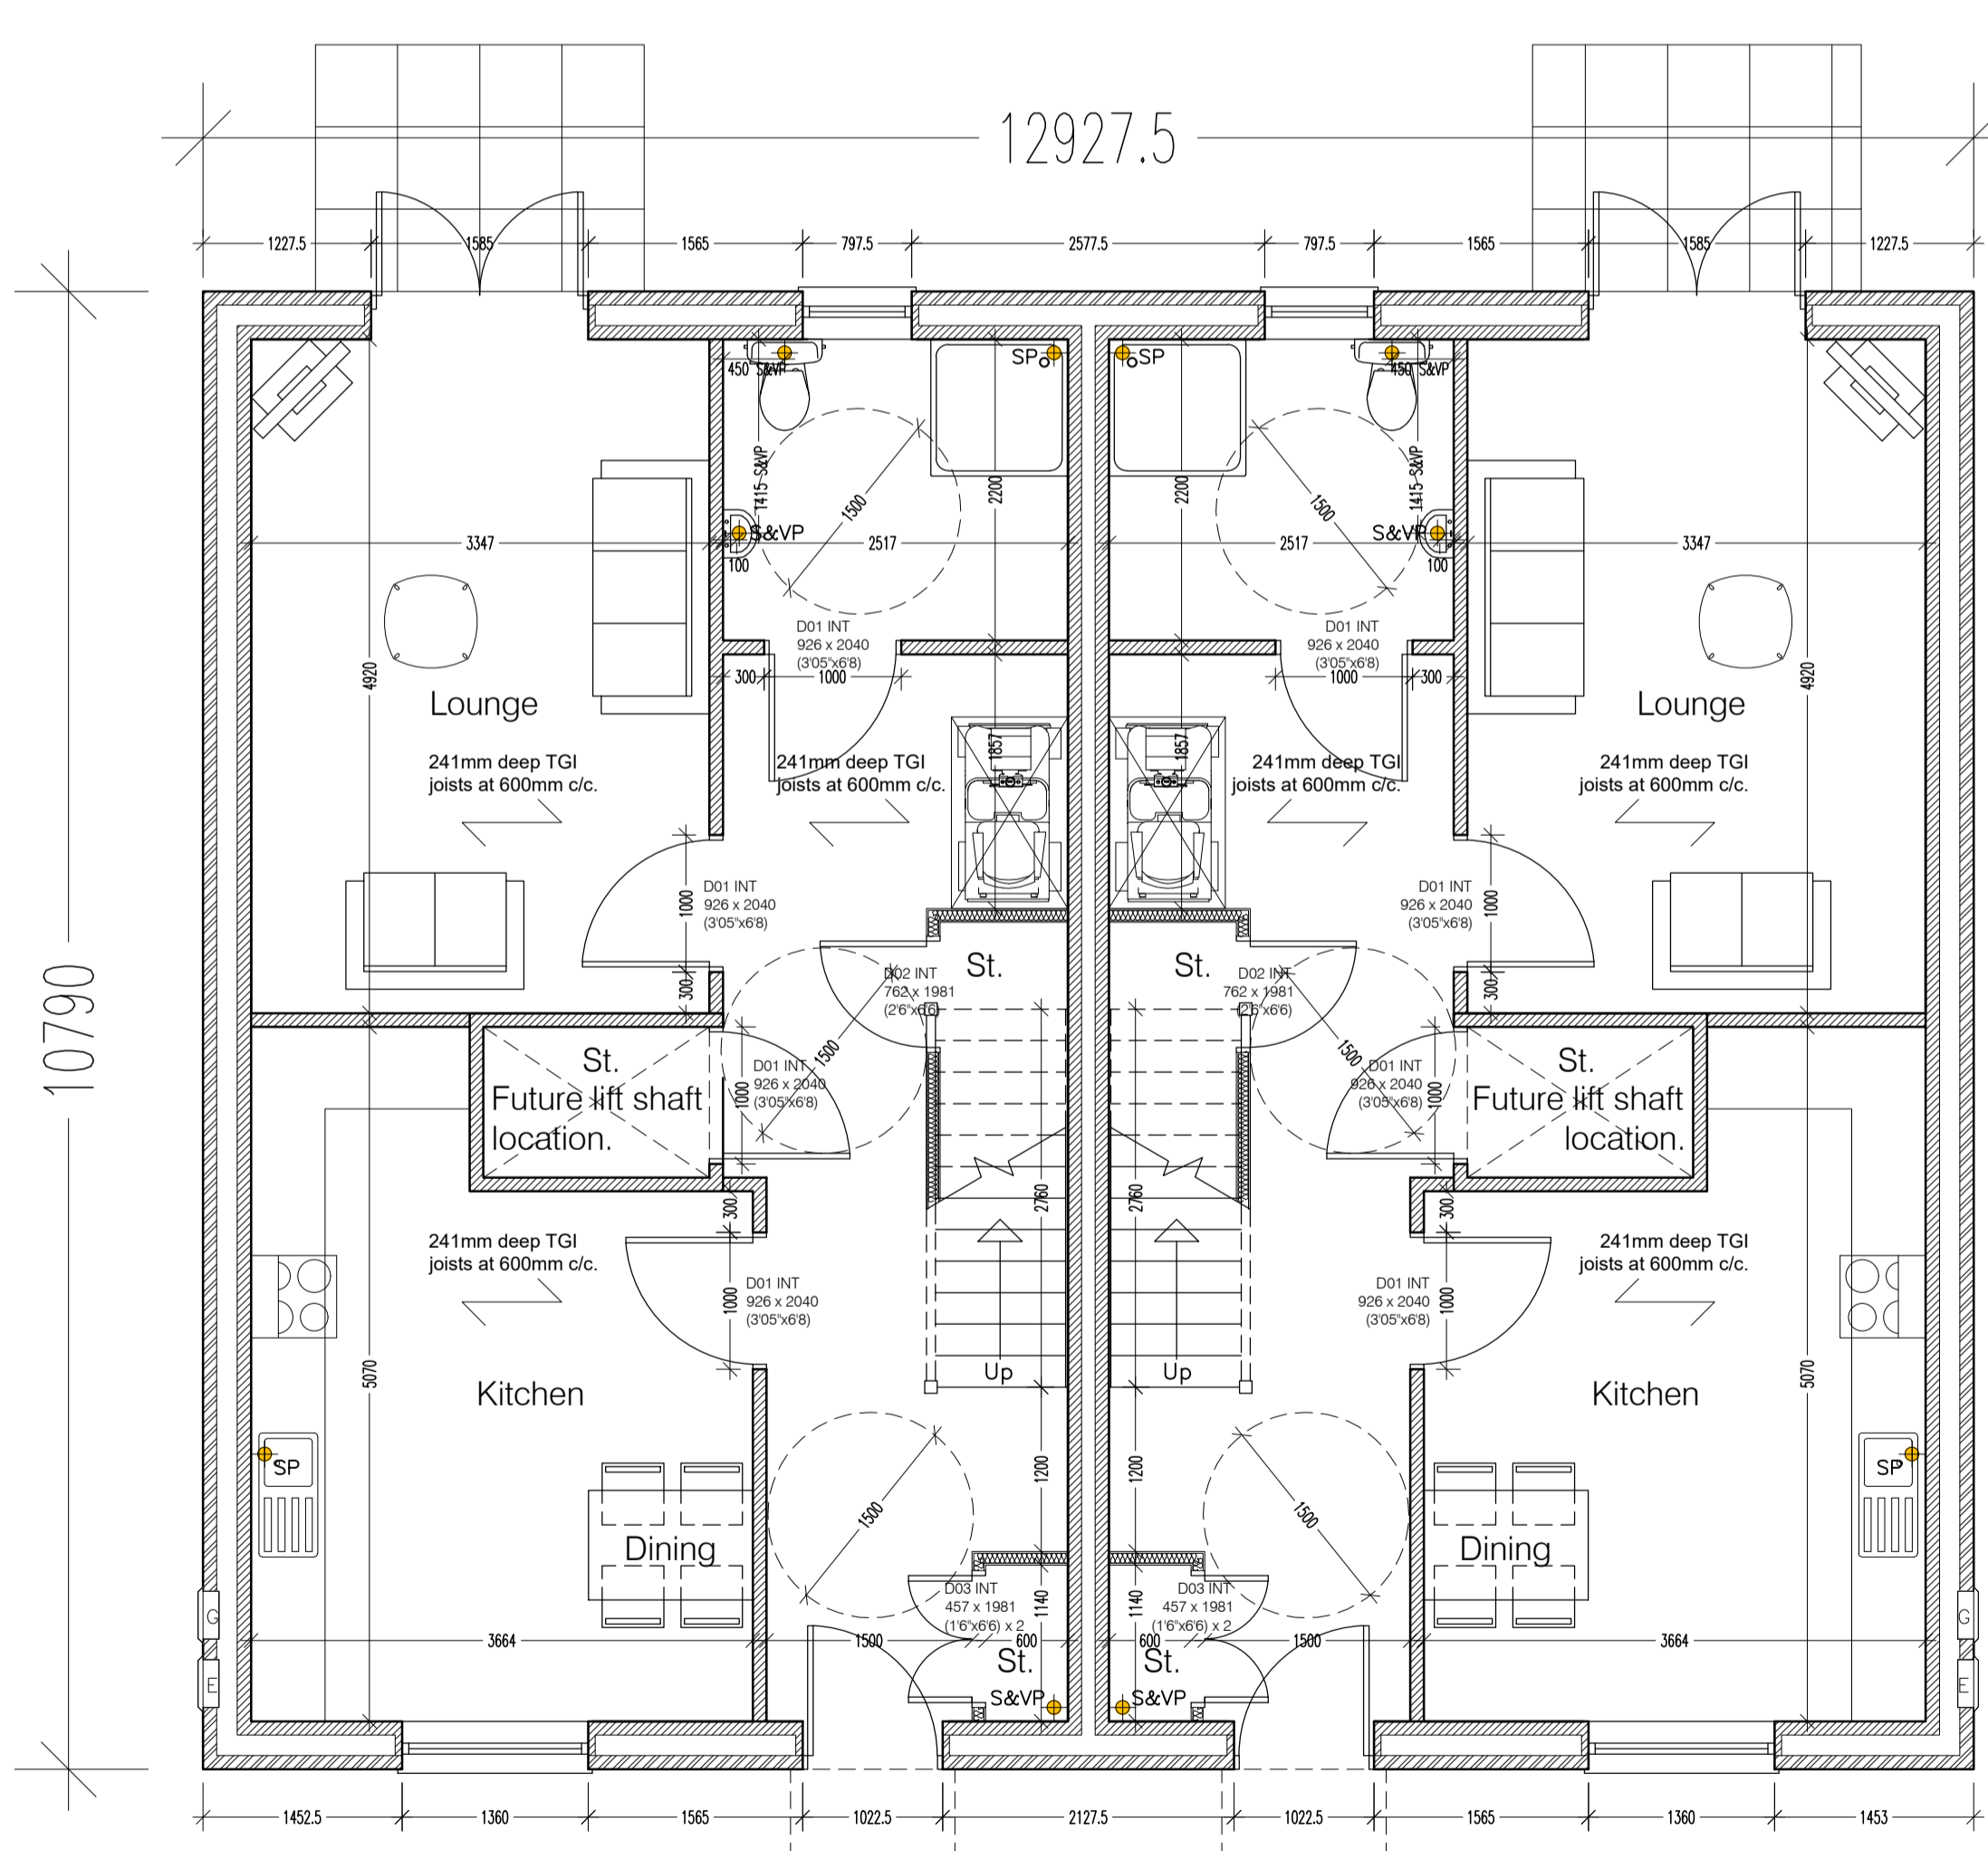 12927.5
1227.5 1585 1565 797.5 2577.5 797.5 1565 1585 1227.5
10790
SP SP
450 S&VP 450 S&VP
1415 S&VP 1500 2200 2200 1500 1415 S&VP
S&VP S&VP
3347 2517 2517 3347
100 100
D01 INT
926 x 2040
(3'05"x6'8)
D01 INT
926 x 2040
(3'05"x6'8)
300 1000 1000 300
4920 4920
Lounge Lounge
1857 1857
241mm deep TGI
joists at 600mm c/c.
241mm deep TGI
joists at 600mm c/c.
241mm deep TGI
joists at 600mm c/c.
241mm deep TGI
joists at 600mm c/c.
1000 1000
D01 INT
926 x 2040
(3'05"x6'8)
D01 INT
926 x 2040
(3'05"x6'8)
St. St.
300 300
D02 INT
762 x 1981
(2'6"x6'6)
D02 INT
762 x 1981
(2'6"x6'6)
St.
Future lift shaft
location.
St.
Future lift shaft
location.
1500 1500
D01 INT
926 x 2040
(3'05"x6'8)
D01 INT
926 x 2040
(3'05"x6'8)
1000 1000
300 300
2760 2760
241mm deep TGI
joists at 600mm c/c.
241mm deep TGI
joists at 600mm c/c.
D01 INT
926 x 2040
(3'05"x6'8)
D01 INT
926 x 2040
(3'05"x6'8)
1000 1000
5070 5070
Up Up
Kitchen Kitchen
SP SP
1200 1200
1500 1500
Dining Dining
D03 INT
457 x 1981
(1'6"x6'6) x 2
D03 INT
457 x 1981
(1'6"x6'6) x 2
1140 1140
G G
3664 1500 600 600 1500 3664
St. St.
E E
S&VP S&VP
1452.5 1360 1565 1022.5 2127.5 1022.5 1565 1360 1453